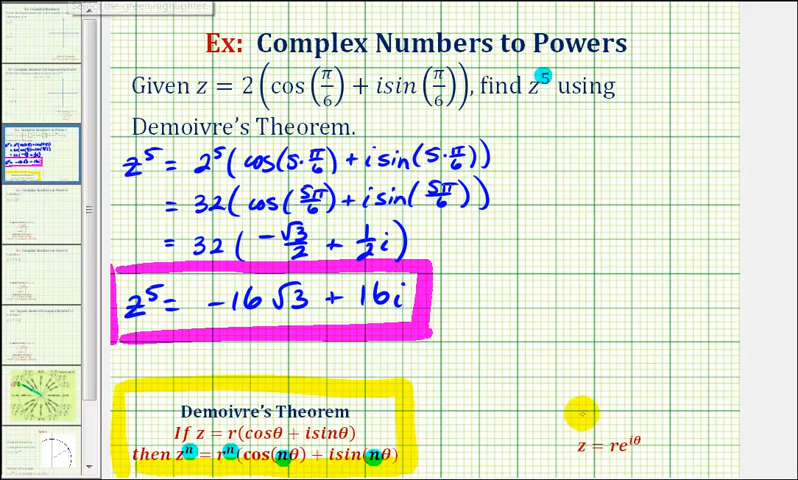 Ex: Complex Numbers to Powers
Given z = 2 (cos (π/6) + isin (π/6)), find z^5 using
Demoivre's Theorem.
z^5 = 2^5 (cos(5·π/6) + i sin(5·π/6))
= 32 (cos(5π/6) + i sin(5π/6))
= 32 (-√3/2 + 1/2 i)
z^5 = -16√3 + 16i
Demoivre's Theorem
If z = r(cosθ + isinθ)
then z^n = r^n(cos(nθ) + isin(nθ)
z = re^iθ